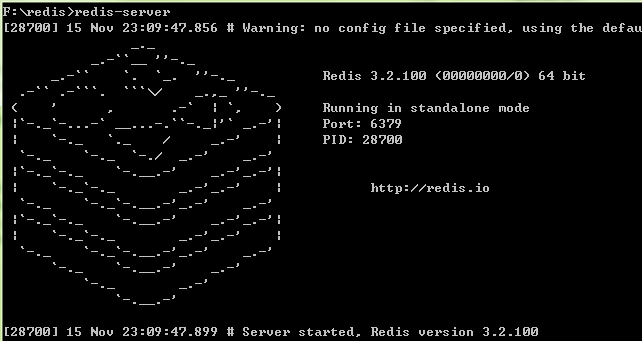 F:\redis>redis-server
[28700] 15 Nov 23:09:47.856 # Warning: no config file specified, using the defau
Redis 3.2.100 (00000000/0) 64 bit
Running in standalone mode
Port: 6379
PID: 28700
http://redis.io
[28700] 15 Nov 23:09:47.899 # Server started, Redis version 3.2.100